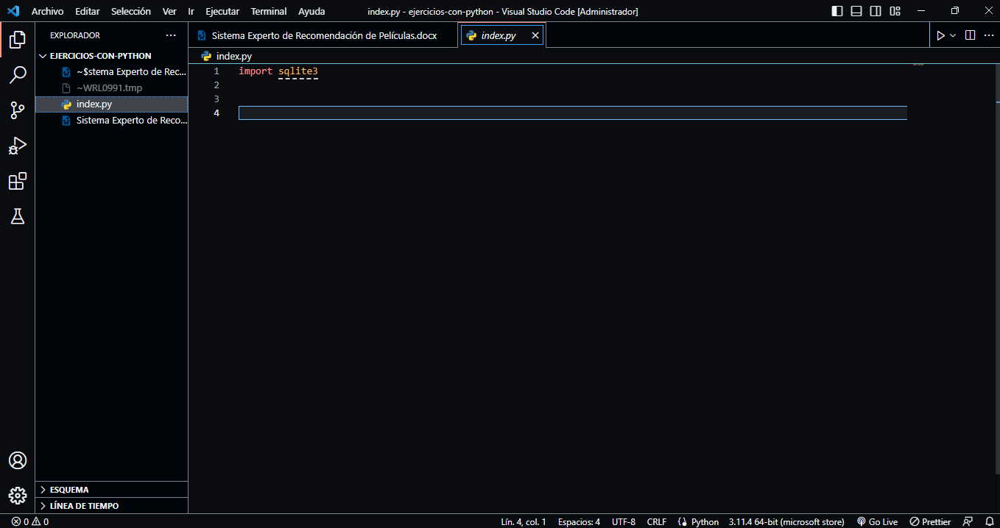 Archivo Editar Selección Ver Ir Ejecutar Terminal Ayuda index.py - ejercicios-con-python - Visual Studio Code [Administrador]
EXPLORADOR
EJERCICIOS-CON-PYTHON
~$stema Experto de Rec...
~WRL0991.tmp
index.py
Sistema Experto de Reco...
ESQUEMA
LÍNEA DE TIEMPO
Sistema Experto de Recomendación de Películas.docx index.py
index.py
1 import sqlite3
2
3
4
0 0 Lín. 4, col. 1 Espacios: 4 UTF-8 CRLF Python 3.11.4 64-bit (microsoft store) Go Live Prettier